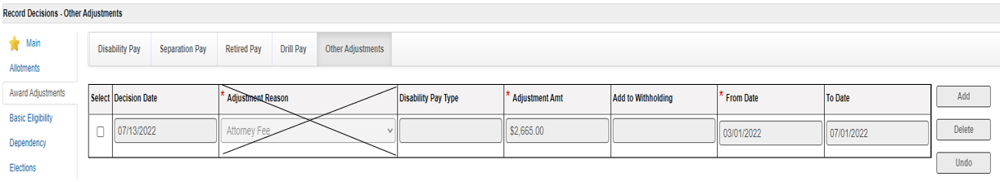 Record Decisions - Other Adjustments
Main
Allotments
Award Adjustments
Basic Eligibility
Dependency
Elections
Disability Pay Separation Pay Retired Pay Drill Pay Other Adjustments
Select Decision Date * Adjustment Reason Disability Pay Type * Adjustment Amt Add to Withholding * From Date To Date
07/13/2022 Attorney Fee $2,665.00 03/01/2022 07/01/2022
Add
Delete
Undo